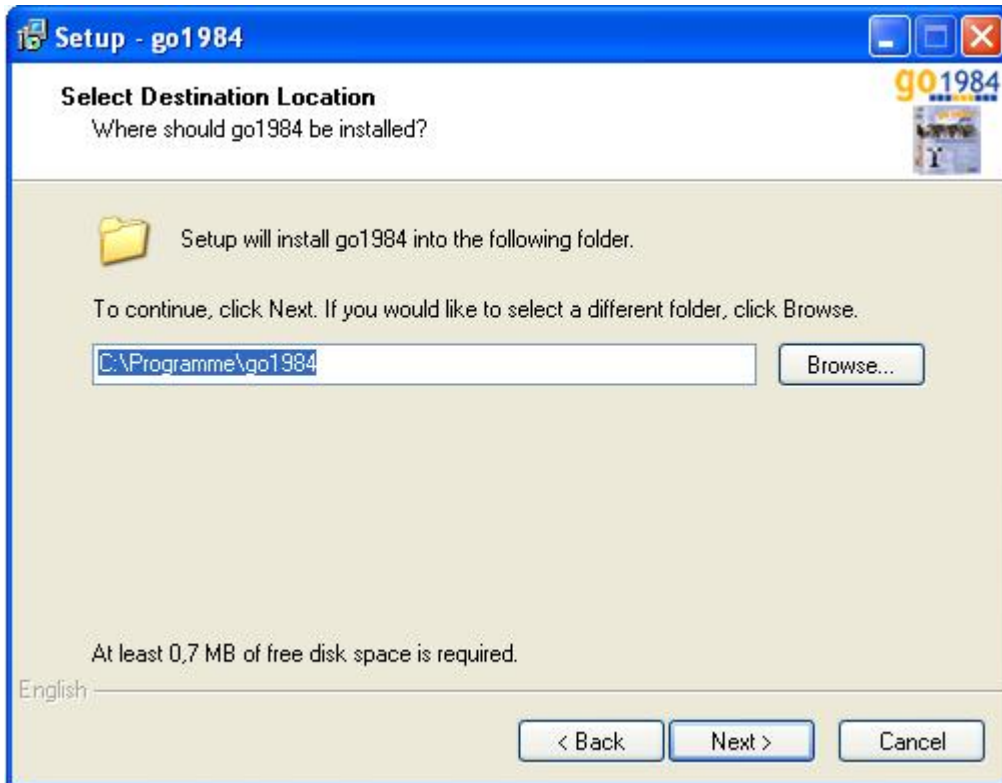 Setup - go1984
Select Destination Location
Where should go1984 be installed?
go1984
Setup will install go1984 into the following folder.
To continue, click Next. If you would like to select a different folder, click Browse.
C:\Programme\go1984
Browse...
At least 0,7 MB of free disk space is required.
English
< Back
Next >
Cancel